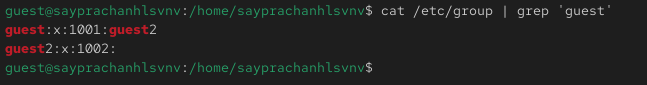 guest@sayprachanhlsvnv:/home/sayprachanhlsvnv$ cat /etc/group | grep 'guest'
guest:x:1001:guest2
guest2:x:1002:
guest@sayprachanhlsvnv:/home/sayprachanhlsvnv$